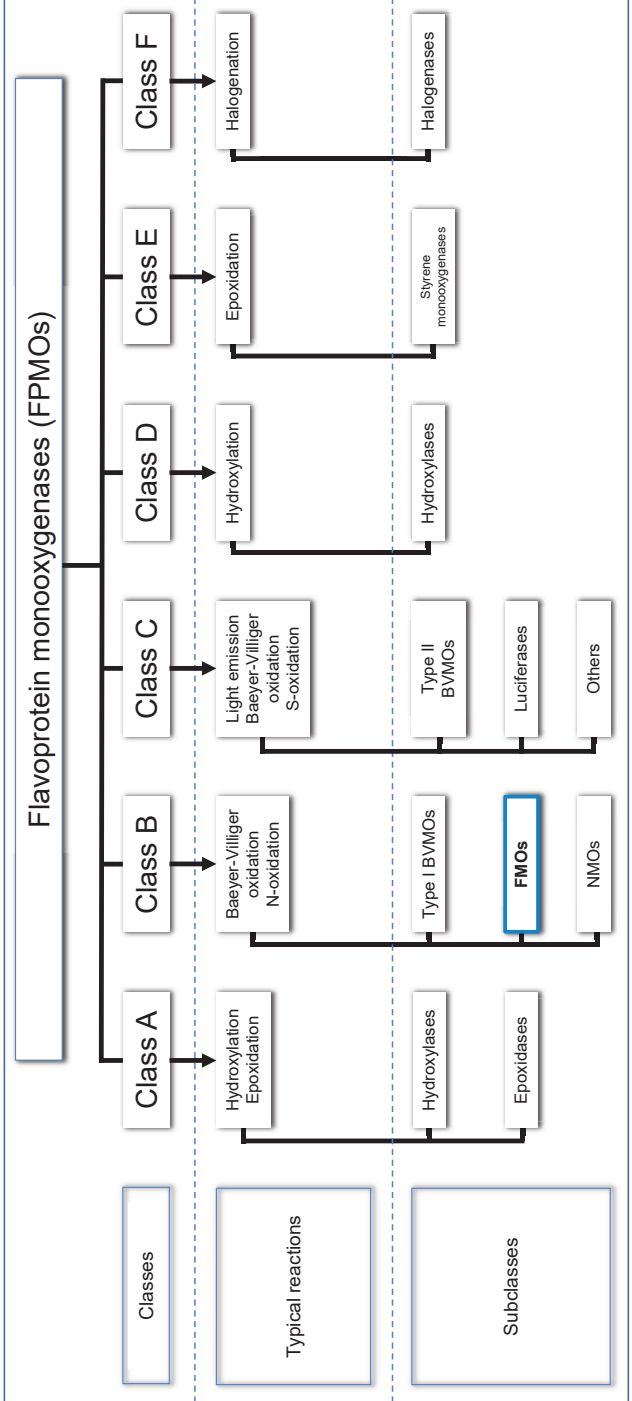 Flavoprotein monooxygenases (FPMOs)
Classes
Class A
Class B
Class C
Class D
Class E
Class F
Typical reactions
Hydroxylation
Epoxidation
Baeyer-Villiger
oxidation
N-oxidation
Light emission
Baeyer-Villiger
oxidation
S-oxidation
Hydroxylation
Epoxidation
Halogenation
Subclasses
Hydroxylases
Epoxidases
Type I BVMOs
FMOs
NMOs
Type II
BVMOs
Luciferases
Others
Hydroxylases
Styrene
monooxygenases
Halogenases